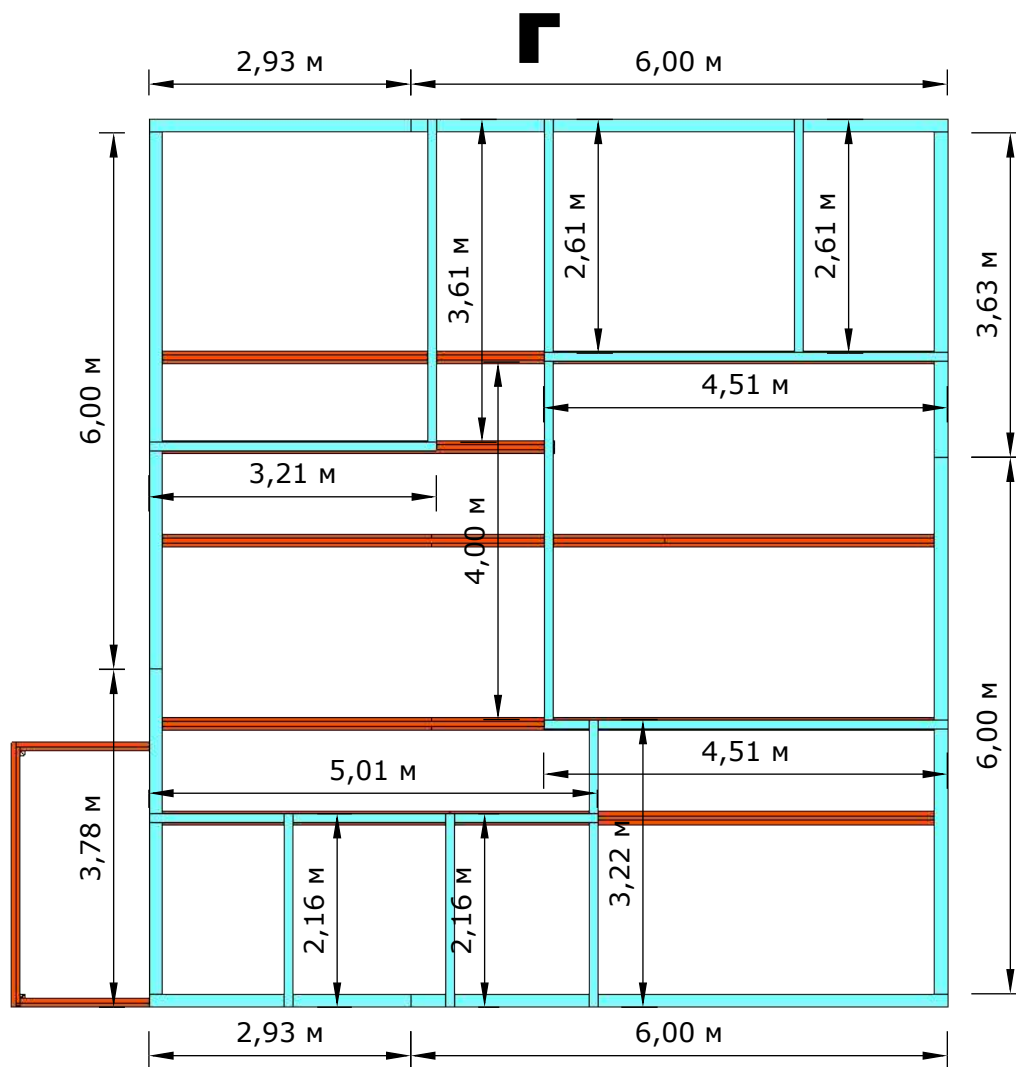 Г
2,93 м
6,00 м
3,61 м
2,61 м
2,61 м
3,63 м
6,00 м
4,51 м
3,21 м
4,00 м
6,00 м
5,01 м
4,51 м
3,78 м
2,16 м
2,16 м
3,22 м
2,93 м
6,00 м